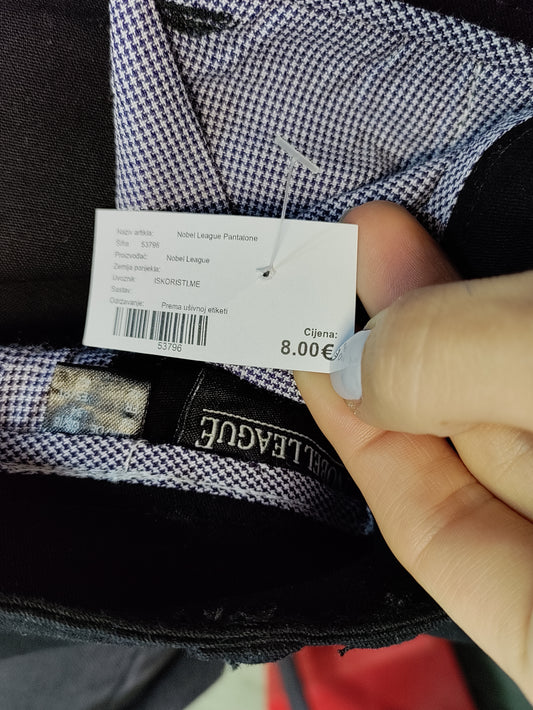 Naziv artikla: Nobel League Pantalone
Šifra: 53796
Proizvođač: Nobel League
Zemlja porijekla:
Uvoznik: ISKORISTI.ME
Sastav:
Održavanje: Prema ušivnoj etiketi
53796
Cijena:
8.00€
NOBEL LEAGUE